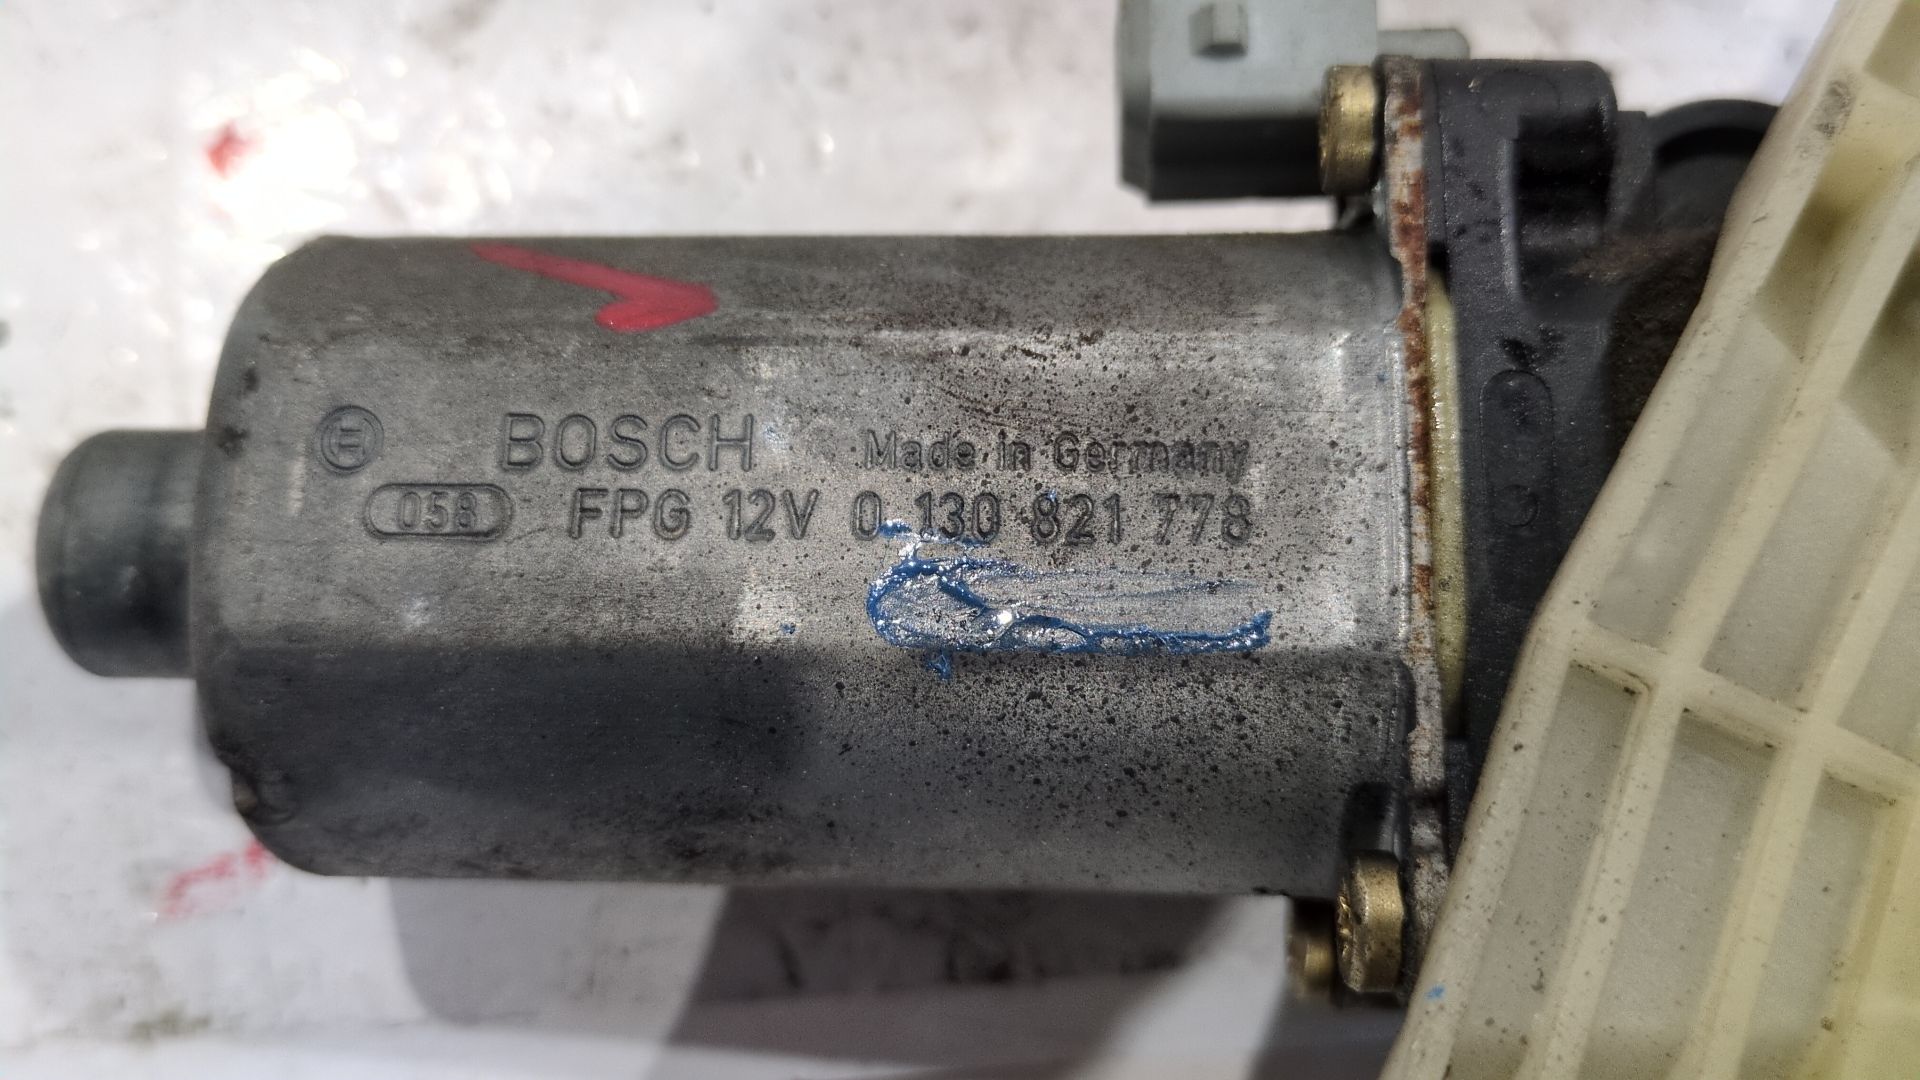 BOSCH Made in Germany
058 FPG 12V 0 130 821 778